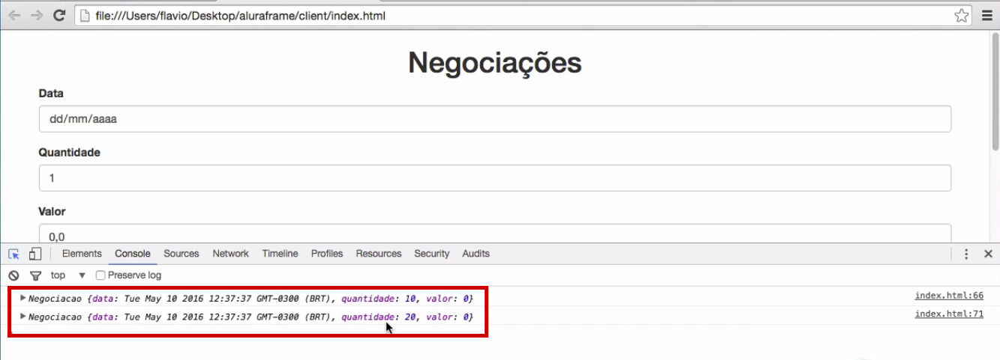 file:///Users/flavio/Desktop/aluraframe/client/index.html
Negociações
Data
dd/mm/aaaa
Quantidade
1
Valor
0,0
Elements Console Sources Network Timeline Profiles Resources Security Audits
top Preserve log
Negociacao {data: Tue May 10 2016 12:37:37 GMT-0300 (BRT), quantidade: 10, valor: 0} index.html:66
Negociacao {data: Tue May 10 2016 12:37:37 GMT-0300 (BRT), quantidade: 20, valor: 0} index.html:71